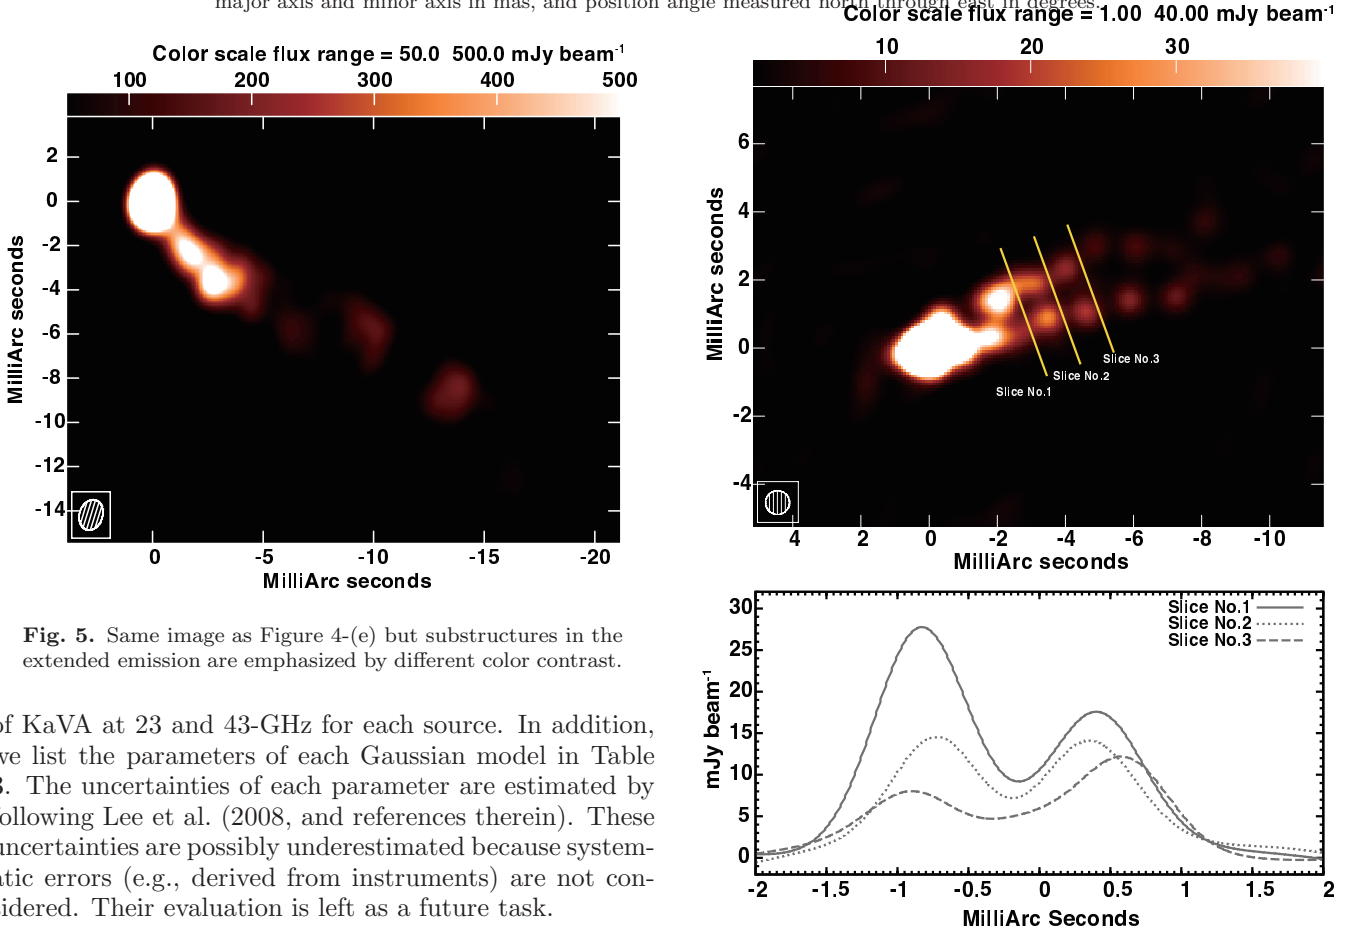 major axis and minor axis in mas, and position angle measured north through east in degrees.
Color scale flux range = 50.0 500.0 mJy beam-1
100 200 300 400 500
2
0
-2
-4
-6
-8
-10
-12
-14
MilliArc seconds
0 -5 -10 -15 -20
MilliArc seconds
Fig. 5. Same image as Figure 4-(e) but substructures in the
extended emission are emphasized by different color contrast.
of KaVA at 23 and 43-GHz for each source. In addition,
we list the parameters of each Gaussian model in Table
3. The uncertainties of each parameter are estimated by
following Lee et al. (2008, and references therein). These
uncertainties are possibly underestimated because system-
atic errors (e.g., derived from instruments) are not con-
sidered. Their evaluation is left as a future task.
Color scale flux range = 1.00 40.00 mJy beam-1
10 20 30
6
4
2
0
-2
-4
MilliArc seconds
Slice No.3
Slice No.2
Slice No.1
4 2 0 -2 -4 -6 -8 -10
MilliArc seconds
30
25
20
15
10
5
0
mJy beam-1
Slice No.1
Slice No.2
Slice No.3
-2 -1.5 -1 -0.5 0 0.5 1 1.5 2
MilliArc Seconds